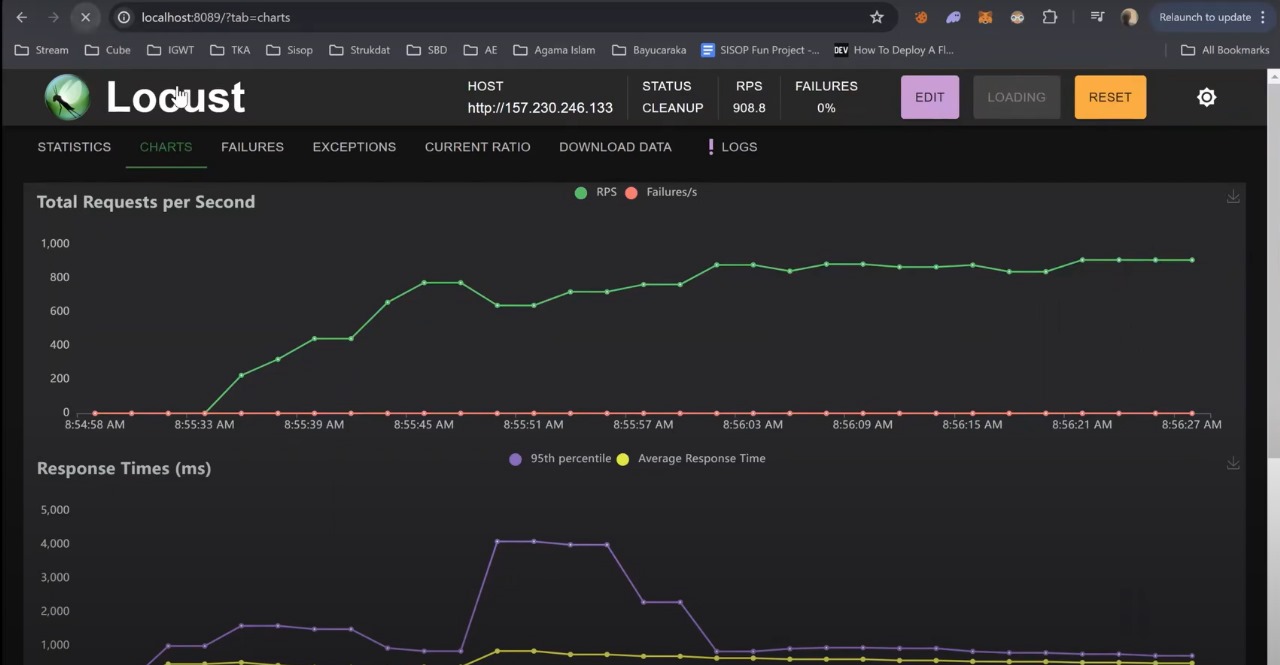 localhost:8089/?tab=charts
Relaunch to update
Stream Cube IGWT TKA Sisop Strukdat SBD AE Agama Islam Bayucaraka SISOP Fun Project -... DEV How To Deploy A Fl... All Bookmarks
Locust
HOST
http://157.230.246.133
STATUS
CLEANUP
RPS
908.8
FAILURES
0%
EDIT
LOADING
RESET
STATISTICS CHARTS FAILURES EXCEPTIONS CURRENT RATIO DOWNLOAD DATA LOGS
Total Requests per Second
RPS Failures/s
1,000
800
600
400
200
0
8:54:58 AM 8:55:33 AM 8:55:39 AM 8:55:45 AM 8:55:51 AM 8:55:57 AM 8:56:03 AM 8:56:09 AM 8:56:15 AM 8:56:21 AM 8:56:27 AM
Response Times (ms)
95th percentile Average Response Time
5,000
4,000
3,000
2,000
1,000